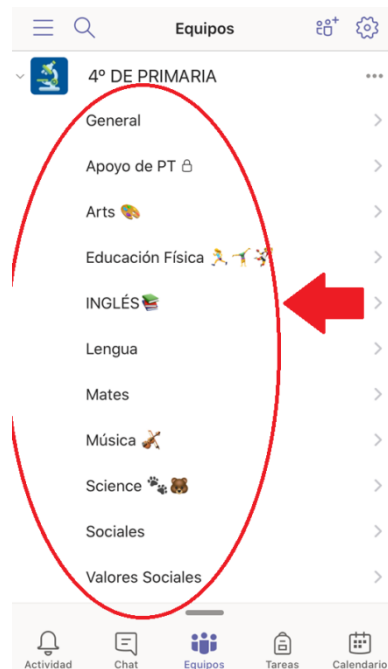 Equipos
4º DE PRIMARIA
General
Apoyo de PT
Arts
Educación Física
INGLÉS
Lengua
Mates
Música
Science
Sociales
Valores Sociales
Actividad Chat Equipos Tareas Calendario